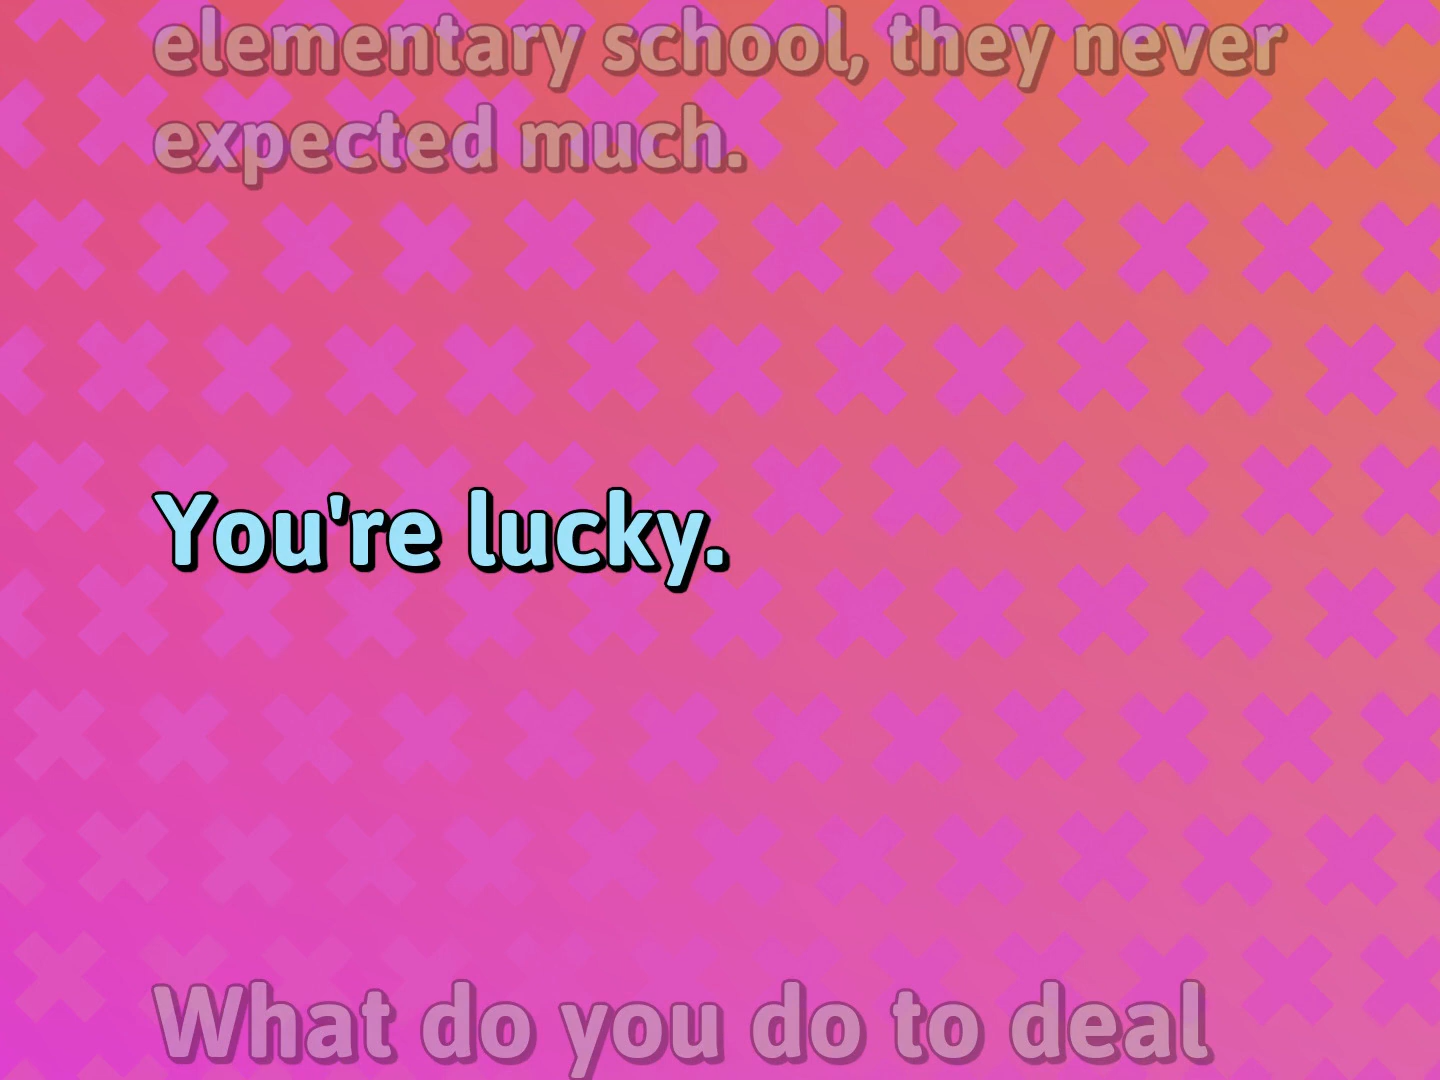 elementary school, they never
expected much.
You're lucky.
What do you do to deal